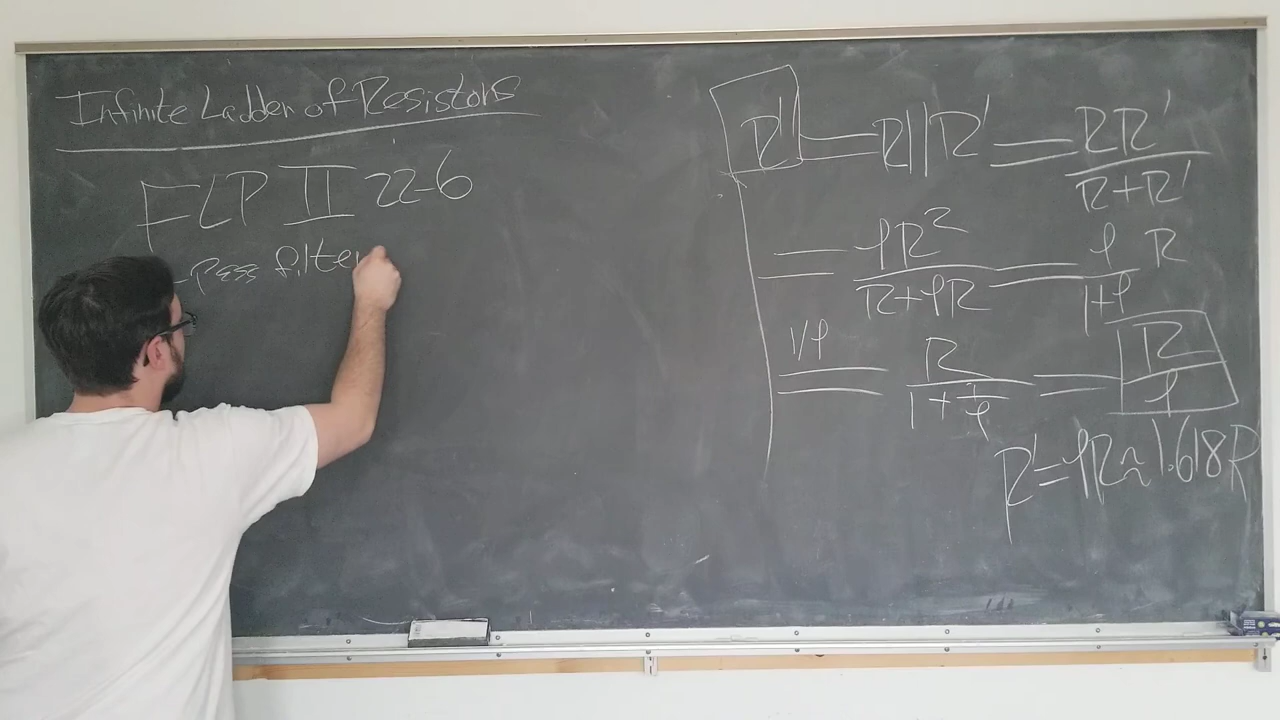 Infinite Ladder of Resistors
FLP II 22-6
-Pass filter
R'' = R||R' = RR' / R+R'
= φR² / R+φR = φ / 1+φ R
1/φ = R / 1+1/φ = R / φ
R' = φR ≈ 1.618R